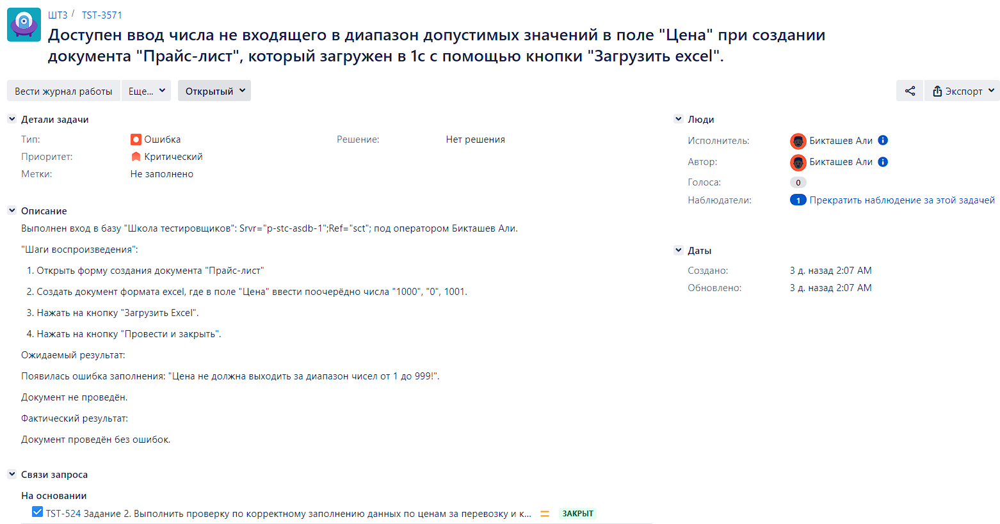 ШТЗ / TST-3571
Доступен ввод числа не входящего в диапазон допустимых значений в поле "Цена" при создании
документа "Прайс-лист", который загружен в 1с с помощью кнопки "Загрузить excel".
Вести журнал работы Еще... Открытый Экспорт
Детали задачи
Тип: Ошибка Решение: Нет решения
Приоритет: Критический
Метки: Не заполнено
Описание
Выполнен вход в базу "Школа тестировщиков": Srvr="p-stc-asdb-1";Ref="sct"; под оператором Бикташев Али.
"Шаги воспроизведения":
1. Открыть форму создания документа "Прайс-лист"
2. Создать документ формата excel, где в поле "Цена" ввести поочерёдно числа "1000", "0", 1001.
3. Нажать на кнопку "Загрузить Excel".
4. Нажать на кнопку "Провести и закрыть".
Ожидаемый результат:
Появилась ошибка заполнения: "Цена не должна выходить за диапазон чисел от 1 до 999!".
Документ не проведён.
Фактический результат:
Документ проведён без ошибок.
Связи запроса
На основании
TST-524 Задание 2. Выполнить проверку по корректному заполнению данных по ценам за перевозку и к... ЗАКРЫТ
Люди
Исполнитель: Бикташев Али
Автор: Бикташев Али
Голоса: 0
Наблюдатели: 1 Прекратить наблюдение за этой задачей
Даты
Создано: 3 д. назад 2:07 AM
Обновлено: 3 д. назад 2:07 AM